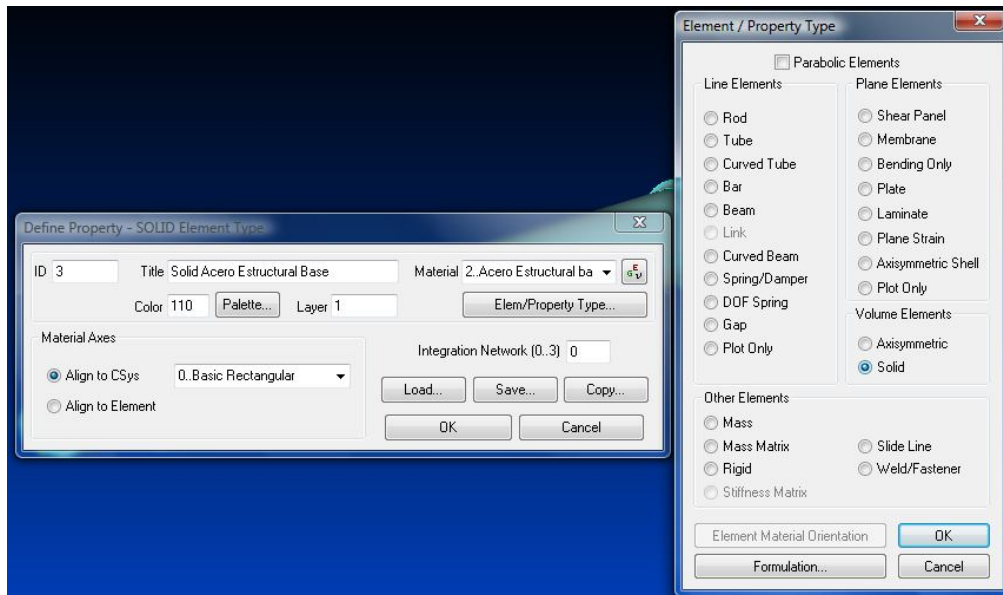 Define Property - SOLID Element Type
ID 3 Title Solid Acero Estructural Base Material 2..Acero Estructural ba
Color 110 Palette... Layer 1 Elem/Property Type...
Material Axes
Align to CSys 0..Basic Rectangular
Align to Element
Integration Network (0..3) 0
Load... Save... Copy...
OK Cancel
Element / Property Type
Parabolic Elements
Line Elements
Rod
Tube
Curved Tube
Bar
Beam
Link
Curved Beam
Spring/Damper
DOF Spring
Gap
Plot Only
Plane Elements
Shear Panel
Membrane
Bending Only
Plate
Laminate
Plane Strain
Axisymmetric Shell
Plot Only
Volume Elements
Axisymmetric
Solid
Other Elements
Mass
Mass Matrix
Rigid
Stiffness Matrix
Slide Line
Weld/Fastener
Element Material Orientation OK
Formulation... Cancel